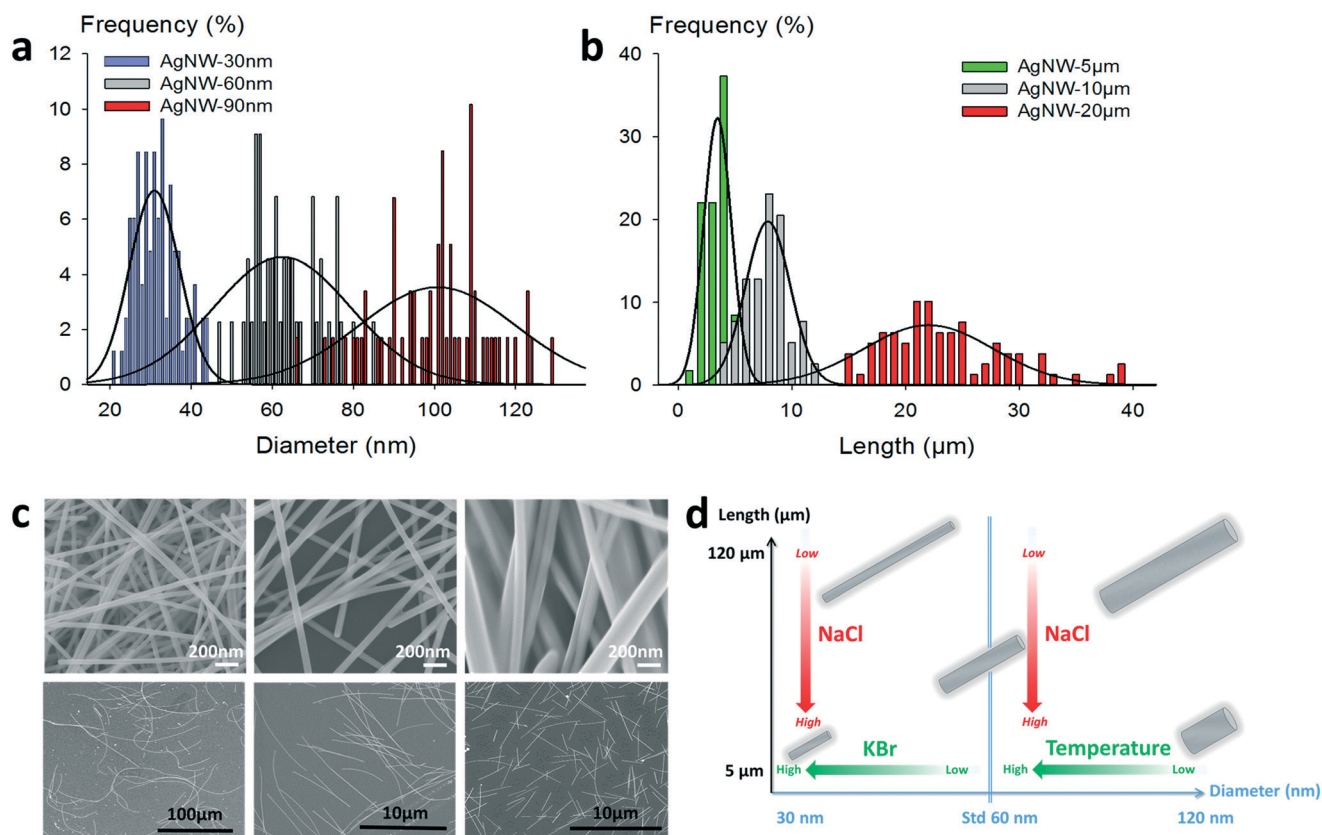 a
Frequency (%)
AgNW-30nm
AgNW-60nm
AgNW-90nm
12
10
8
6
4
2
0
20
40
60
80
100
120
Diameter (nm)
b
Frequency (%)
AgNW-5µm
AgNW-10µm
AgNW-20µm
40
30
20
10
0
0
10
20
30
40
Length (µm)
c
200nm
200nm
200nm
100µm
10µm
10µm
d
Length (µm)
120 µm
Low
Low
NaCl
NaCl
High
High
KBr
Temperature
High
Low
High
Low
5 µm
Diameter (nm)
30 nm
Std 60 nm
120 nm